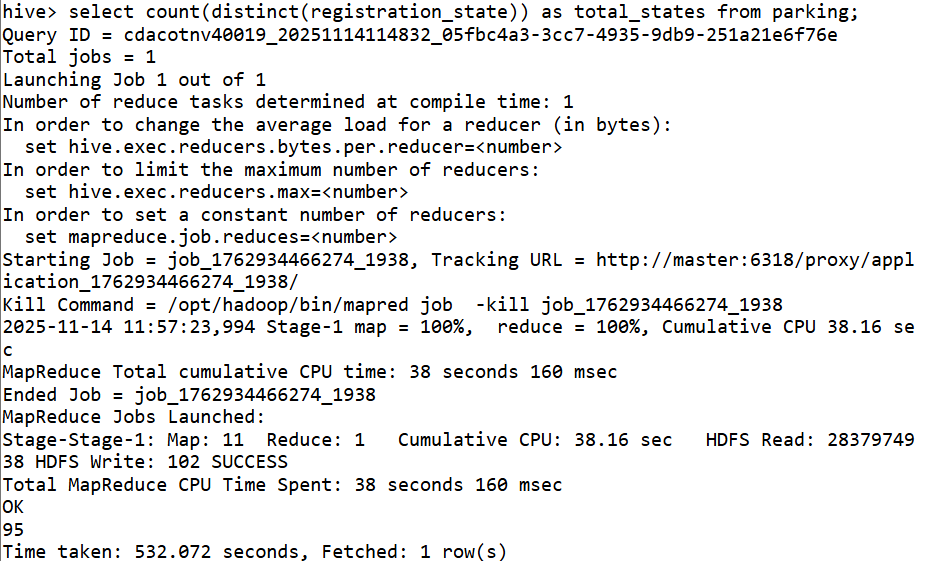 hive> select count(distinct(registration_state)) as total_states from parking;
Query ID = cdacotnv40019_20251114114832_05fbc4a3-3cc7-4935-9db9-251a21e6f76e
Total jobs = 1
Launching Job 1 out of 1
Number of reduce tasks determined at compile time: 1
In order to change the average load for a reducer (in bytes):
  set hive.exec.reducers.bytes.per.reducer=<number>
In order to limit the maximum number of reducers:
  set hive.exec.reducers.max=<number>
In order to set a constant number of reducers:
  set mapreduce.job.reduces=<number>
Starting Job = job_1762934466274_1938, Tracking URL = http://master:6318/proxy/appl
ication_1762934466274_1938/
Kill Command = /opt/hadoop/bin/mapred job  -kill job_1762934466274_1938
2025-11-14 11:57:23,994 Stage-1 map = 100%,  reduce = 100%, Cumulative CPU 38.16 se
c
MapReduce Total cumulative CPU time: 38 seconds 160 msec
Ended Job = job_1762934466274_1938
MapReduce Jobs Launched:
Stage-Stage-1: Map: 11  Reduce: 1   Cumulative CPU: 38.16 sec   HDFS Read: 28379749
38 HDFS Write: 102 SUCCESS
Total MapReduce CPU Time Spent: 38 seconds 160 msec
OK
95
Time taken: 532.072 seconds, Fetched: 1 row(s)